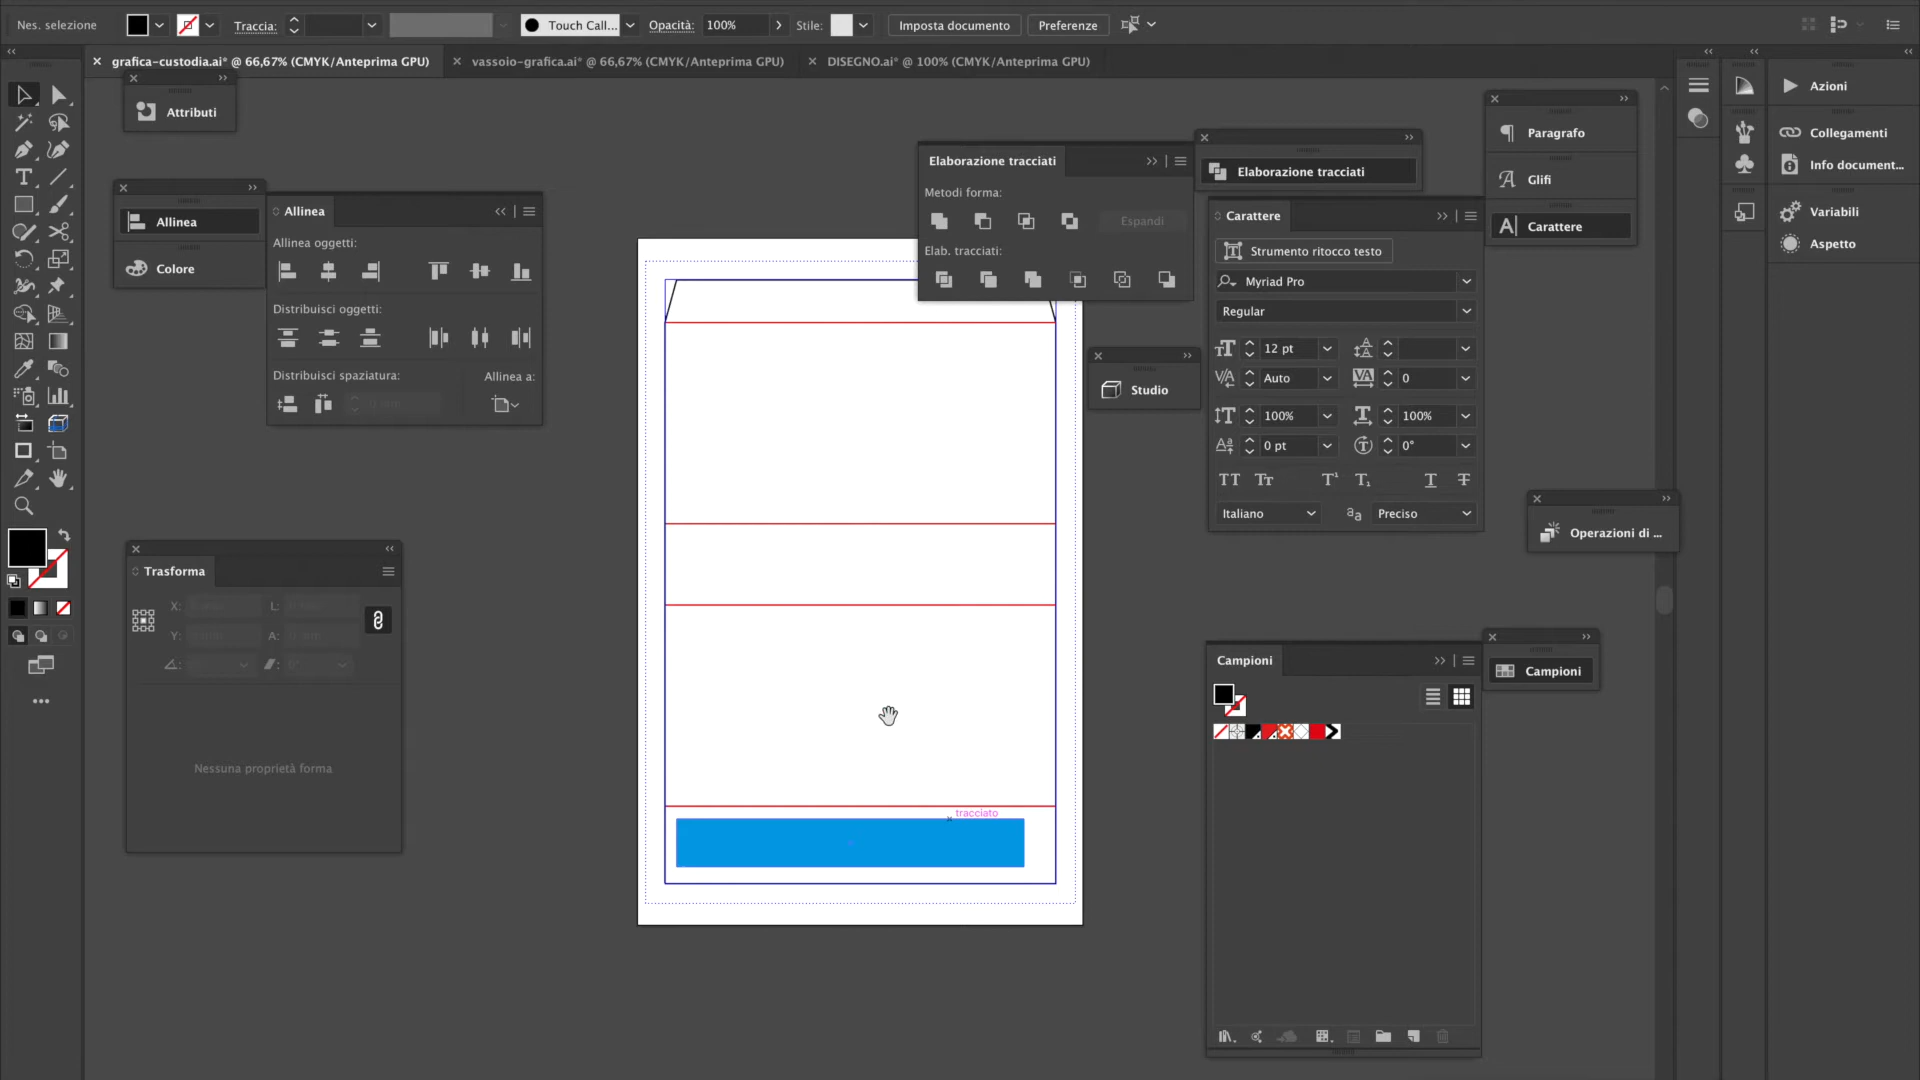 Nes. selezione
Traccia:
Touch Call...
Opacità:
100%
Stile:
Imposta documento
Preferenze
grafica-custodia.ai* @ 66,67% (CMYK/Anteprima GPU)
vassoio-grafica.ai* @ 66,67% (CMYK/Anteprima GPU)
DISEGNO.ai* @ 100% (CMYK/Anteprima GPU)
Attributi
Allinea
Colore
Allinea
Allinea oggetti:
Distribuisci oggetti:
Distribuisci spaziatura:
Allinea a:
0 mm
Trasforma
X:
L:
Y:
A:
Nessuna proprietà forma
Elaborazione tracciati
Metodi forma:
Espandi
Elab. tracciati:
Elaborazione tracciati
Studio
tracciato
Carattere
Strumento ritocco testo
Myriad Pro
Regular
12 pt
Auto
0
100%
100%
0 pt
0°
Italiano
Preciso
Paragrafo
Glifi
Carattere
Operazioni di ...
Campioni
Campioni
Azioni
Collegamenti
Info document...
Variabili
Aspetto